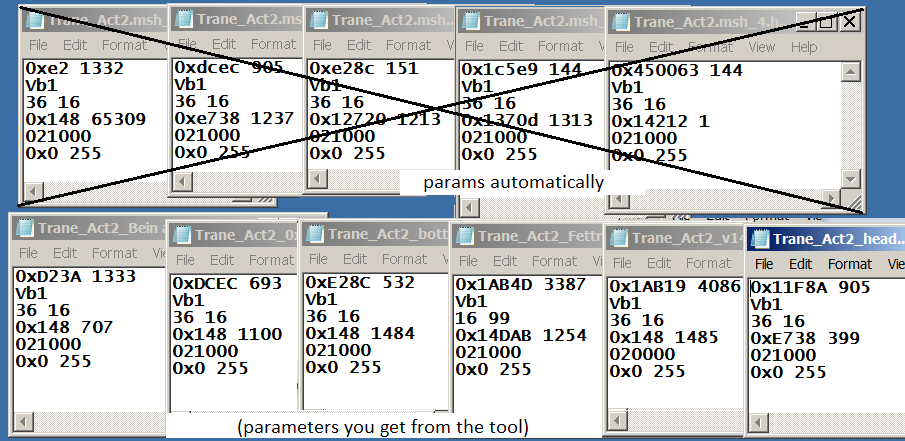 Trane_Act2.msh
File Edit Format
0xe2 1332
Vb1
36 16
0x148 65309
021000
0x0 255
Trane_Act2.ms
File Edit Format
0xdcec 905
Vb1
36 16
0xe738 1237
021000
0x0 255
Trane_Act2.msh..
File Edit Format V
0xe28c 151
Vb1
36 16
0x12720 1213
021000
0x0 255
Trane_Act2.msh_
File Edit Format
0x1c5e9 144
Vb1
36 16
0x1370d 1313
021000
0x0 255
Trane_Act2.msh_4.h
File Edit Format View Help
0x450063 144
Vb1
36 16
0x14212 1
021000
0x0 255
params automatically
Trane_Act2_Bein
File Edit Format Vie
0xD23A 1333
Vb1
36 16
0x148 707
021000
0x0 255
Trane_Act2_0
File Edit Format
0xDCEC 693
Vb1
36 16
0x148 1100
021000
0x0 255
Trane_Act2_bott
File Edit Format
0xE28C 532
Vb1
36 16
0x148 1484
021000
0x0 255
Trane_Act2_Fettr
File Edit Format V
0x1AB4D 3387
Vb1
16 99
0x14DAB 1254
021000
0x0 255
Trane_Act2_v14
File Edit Format
0x1AB19 4086
Vb1
36 16
0x148 1485
020000
0x0 255
Trane_Act2_head...
File Edit Format Vie
0x11F8A 905
Vb1
36 16
0xE738 399
021000
0x0 255
(parameters you get from the tool)